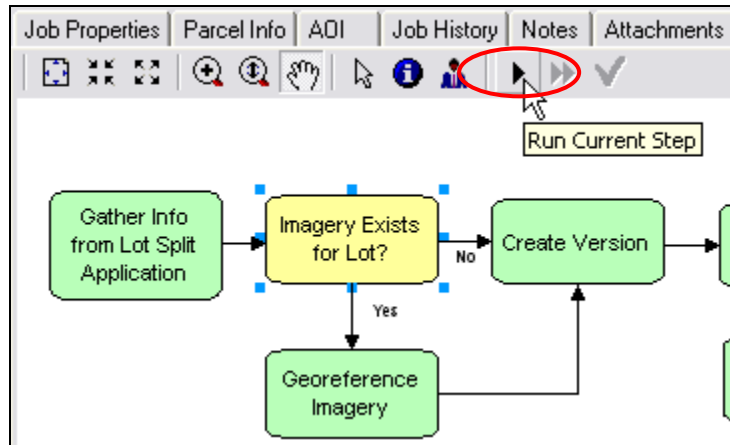 Job Properties Parcel Info AOI Job History Notes Attachments
Run Current Step
Gather Info
from Lot Split
Application
Imagery Exists
for Lot?
No
Create Version
Yes
Georeference
Imagery